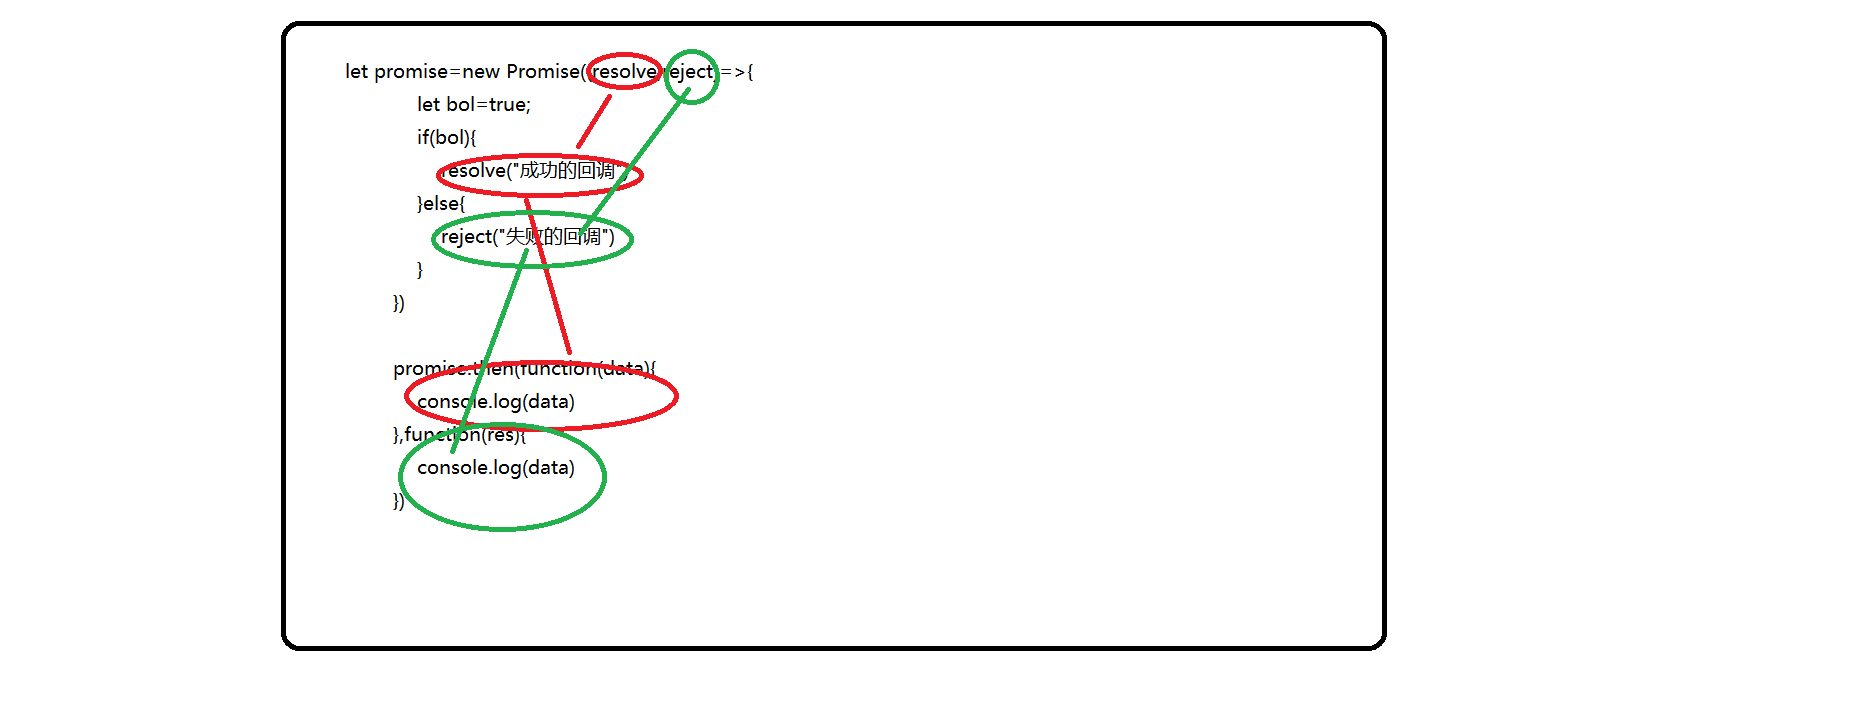 let promise=new Promise((resolve,reject)=>{
let bol=true;
if(bol){
resolve("成功的回调")
}else{
reject("失败的回调")
}
})
promise.then(function(data){
console.log(data)
},function(res){
console.log(data)
})